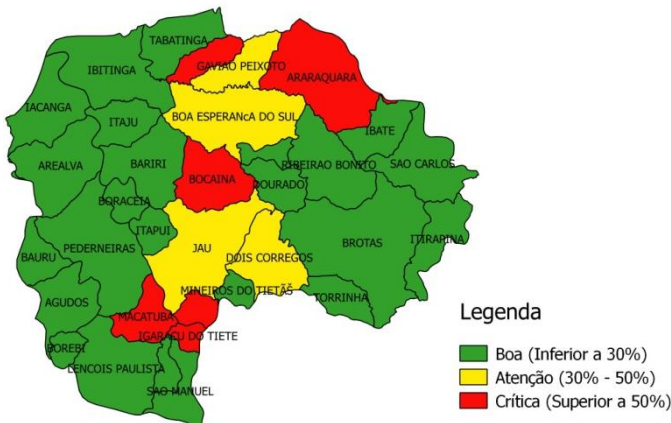 TABATINGA
GAVIAO PEIXOTO
IBITINGA
ARARAQUARA
IACANGA
BOA ESPERANcA DO SUL
ITAJU
IBATE
AREALVA
BARIRI
RIBEIRAO BONITO
SAO CARLOS
BOCAINA
DOURADO
BORACEIA
ITAPUI
JAU
BROTAS
ITIRAPINA
BAURU
PEDERNEIRAS
DOIS CORREGOS
MINEIROS DO TIETÃŠ
AGUDOS
TORRINHA
MACATUBA
IGARACU DO TIETE
BOREBI
LENCOIS PAULISTA
SAO MANUEL
Legenda
Boa (Inferior a 30%)
Atenção (30% - 50%)
Crítica (Superior a 50%)